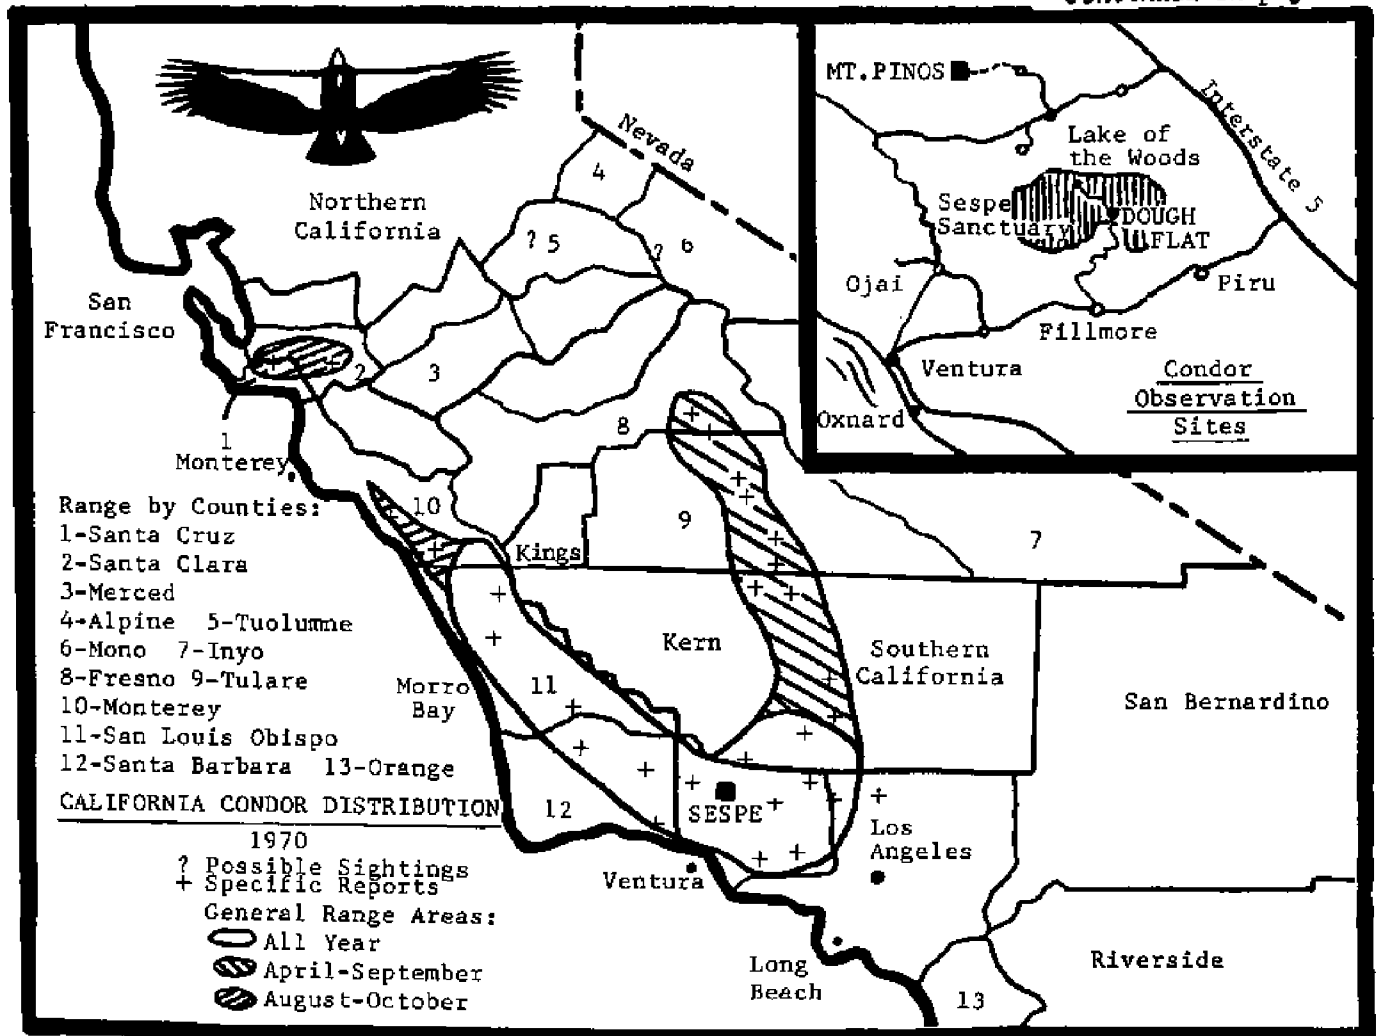 MT.PINOS
Interstate 5
Lake of
the Woods
Sespe
Sanctuary
DOUGH
FLAT
Ojai
Piru
Fillmore
Ventura
Oxnard
Condor
Observation
Sites
Nevada
Northern
California
4
? 5
? 6
San
Francisco
2
3
1
Monterey
8
10
9
7
Kings
Range by Counties:
1-Santa Cruz
2-Santa Clara
3-Merced
4-Alpine 5-Tuolumne
6-Mono 7-Inyo
8-Fresno 9-Tulare
10-Monterey
11-San Louis Obispo
12-Santa Barbara 13-Orange
CALIFORNIA CONDOR DISTRIBUTION
1970
? Possible Sightings
+ Specific Reports
General Range Areas:
All Year
April-September
August-October
Kern
Southern
California
Morro
Bay
11
San Bernardino
12
SESPE
Los
Angeles
Ventura
Long
Beach
Riverside
13